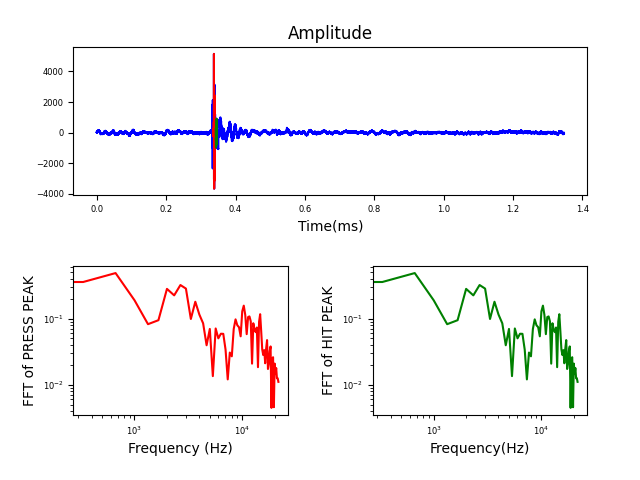 Amplitude
4000
2000
0
−2000
−4000
0.0 0.2 0.4 0.6 0.8 1.0 1.2 1.4
Time(ms)
FFT of PRESS PEAK
10⁻¹
10⁻²
10³ 10⁴
Frequency (Hz)
FFT of HIT PEAK
10⁻¹
10⁻²
10³ 10⁴
Frequency(Hz)